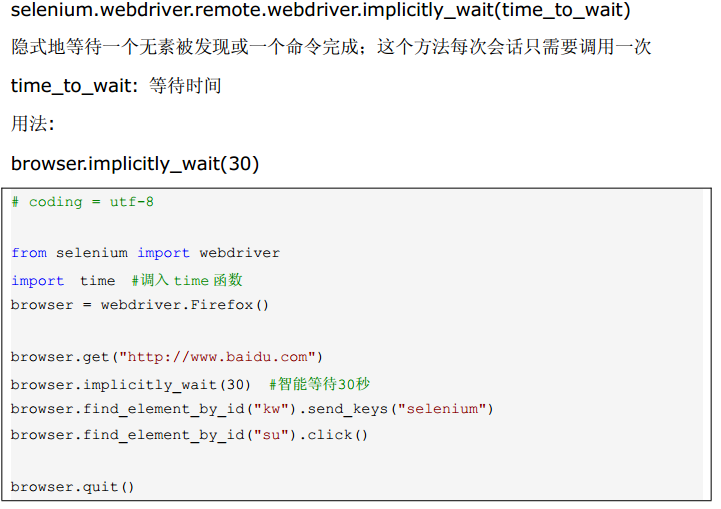 selenium.webdriver.remote.webdriver.implicitly_wait(time_to_wait)
隐式地等待一个无素被发现或一个命令完成；这个方法每次会话只需要调用一次
time_to_wait: 等待时间
用法:
browser.implicitly_wait(30)
# coding = utf-8
from selenium import webdriver
import time #调入 time 函数
browser = webdriver.Firefox()
browser.get("http://www.baidu.com")
browser.implicitly_wait(30) #智能等待30秒
browser.find_element_by_id("kw").send_keys("selenium")
browser.find_element_by_id("su").click()
browser.quit()